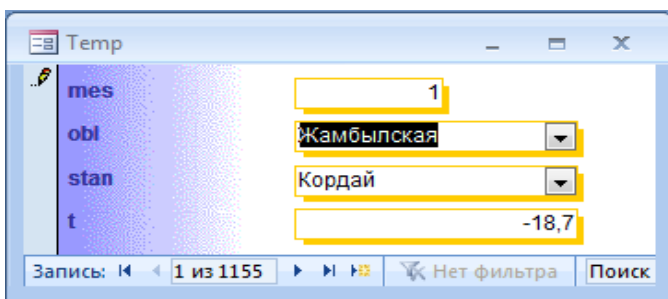 Temp
mes 1
obl Жамбылская
stan Кордай
t -18,7
Запись: 1 из 1155 Нет фильтра Поиск